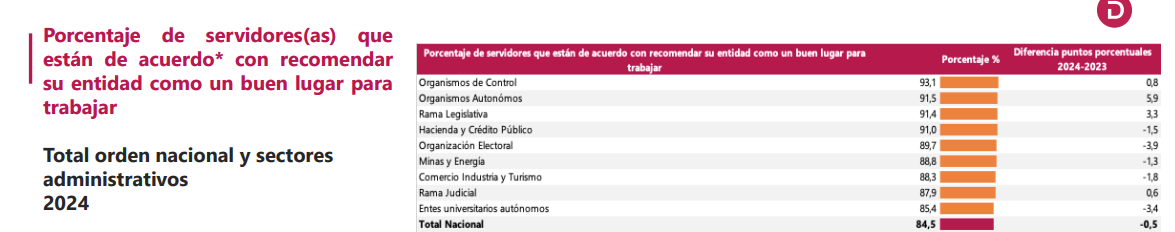 Porcentaje de servidores(as) que
están de acuerdo* con recomendar
su entidad como un buen lugar para
trabajar
Total orden nacional y sectores
administrativos
2024
D
Porcentaje de servidores que están de acuerdo con recomendar su entidad como un buen lugar para
trabajar
Porcentaje %
Diferencia puntos porcentuales
2024-2023
Organismos de Control 93,1 0,8
Organismos Autonómos 91,5 5,9
Rama Legislativa 91,4 3,3
Hacienda y Crédito Público 91,0 -1,5
Organización Electoral 89,7 -3,9
Minas y Energía 88,8 -1,3
Comercio Industria y Turismo 88,3 -1,8
Rama Judicial 87,9 0,6
Entes universitarios autónomos 85,4 -3,4
Total Nacional 84,5 -0,5